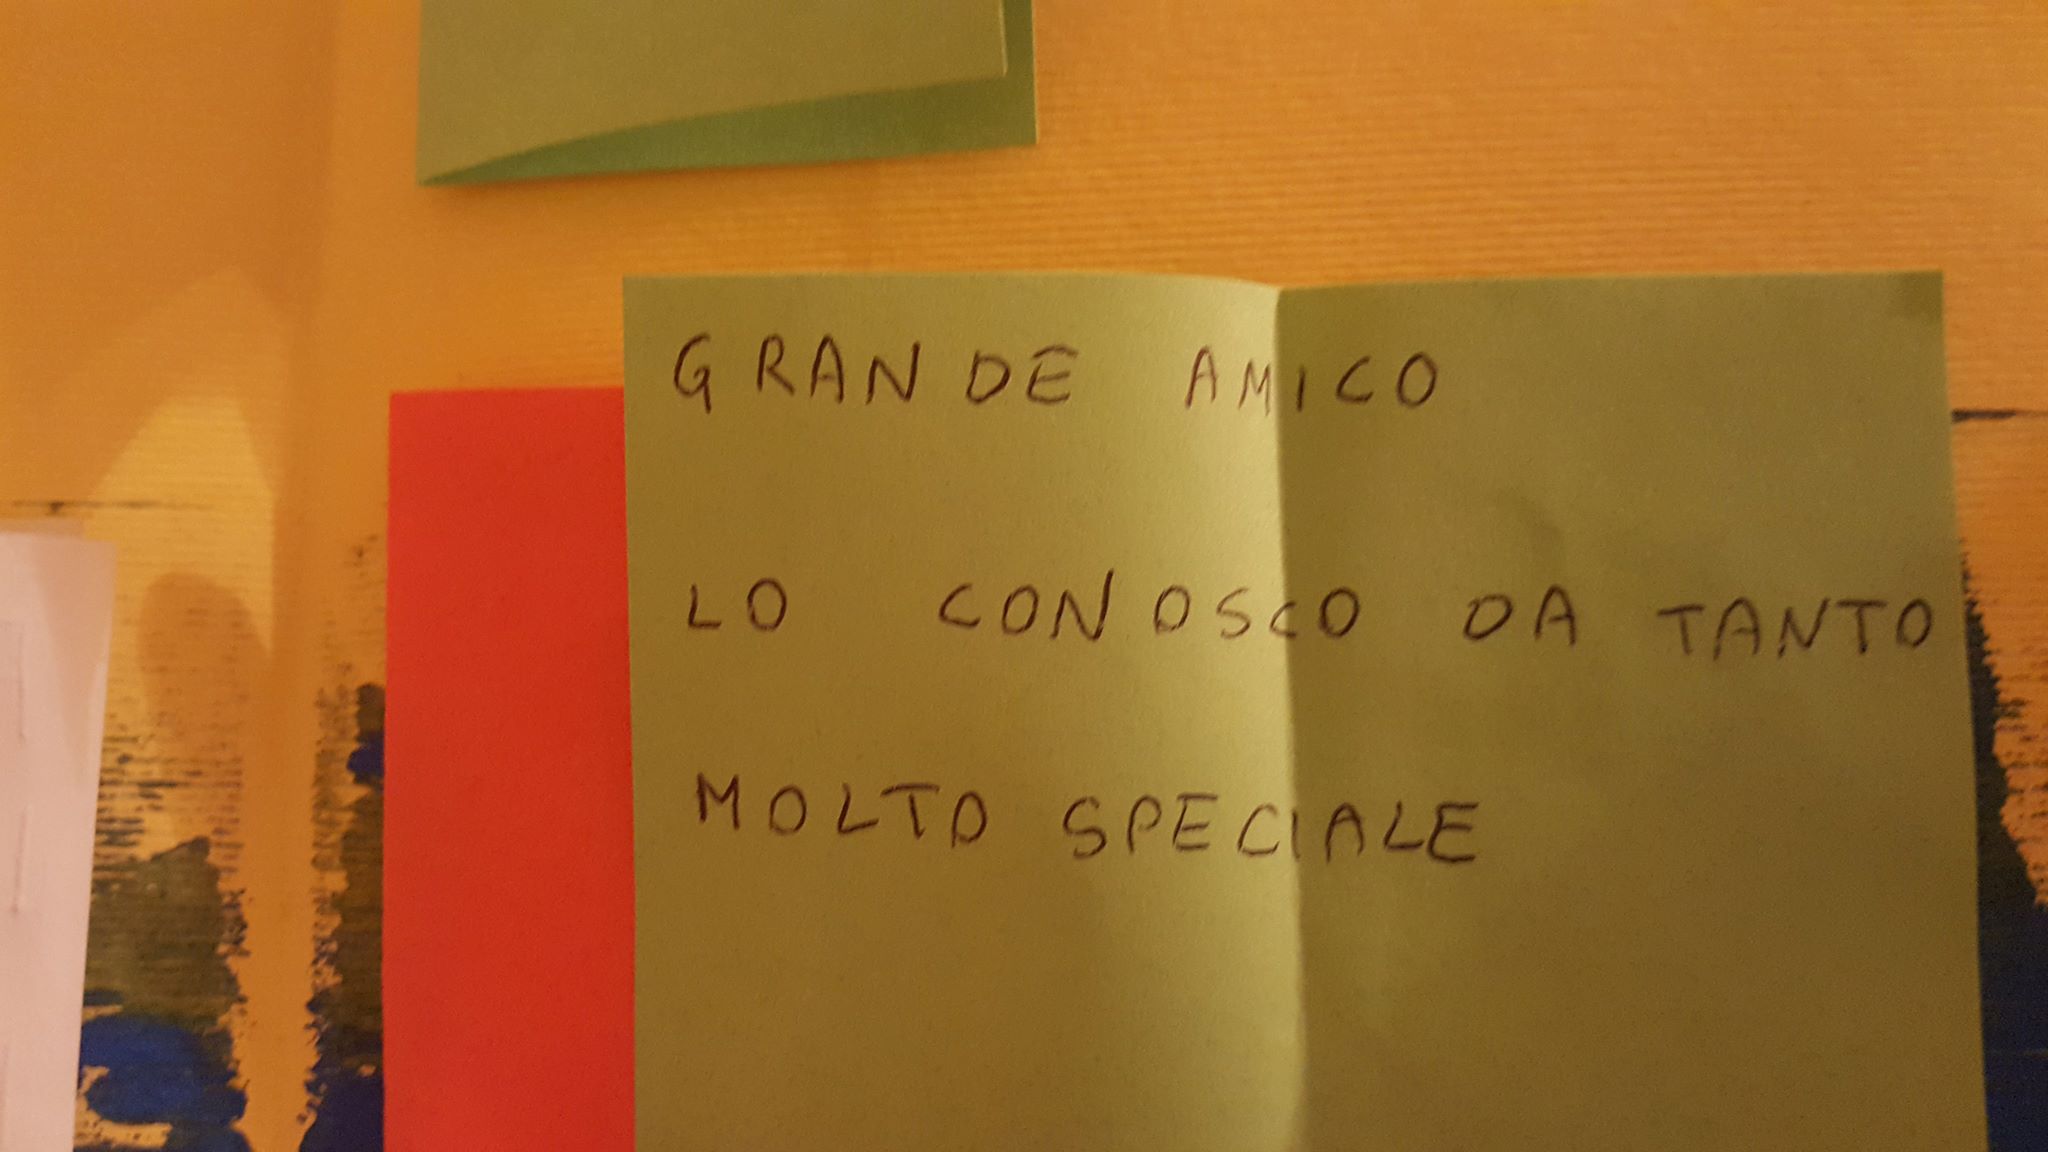 GRANDE AMICO
LO CONOSCO DA TANTO
MOLTO SPECIALE